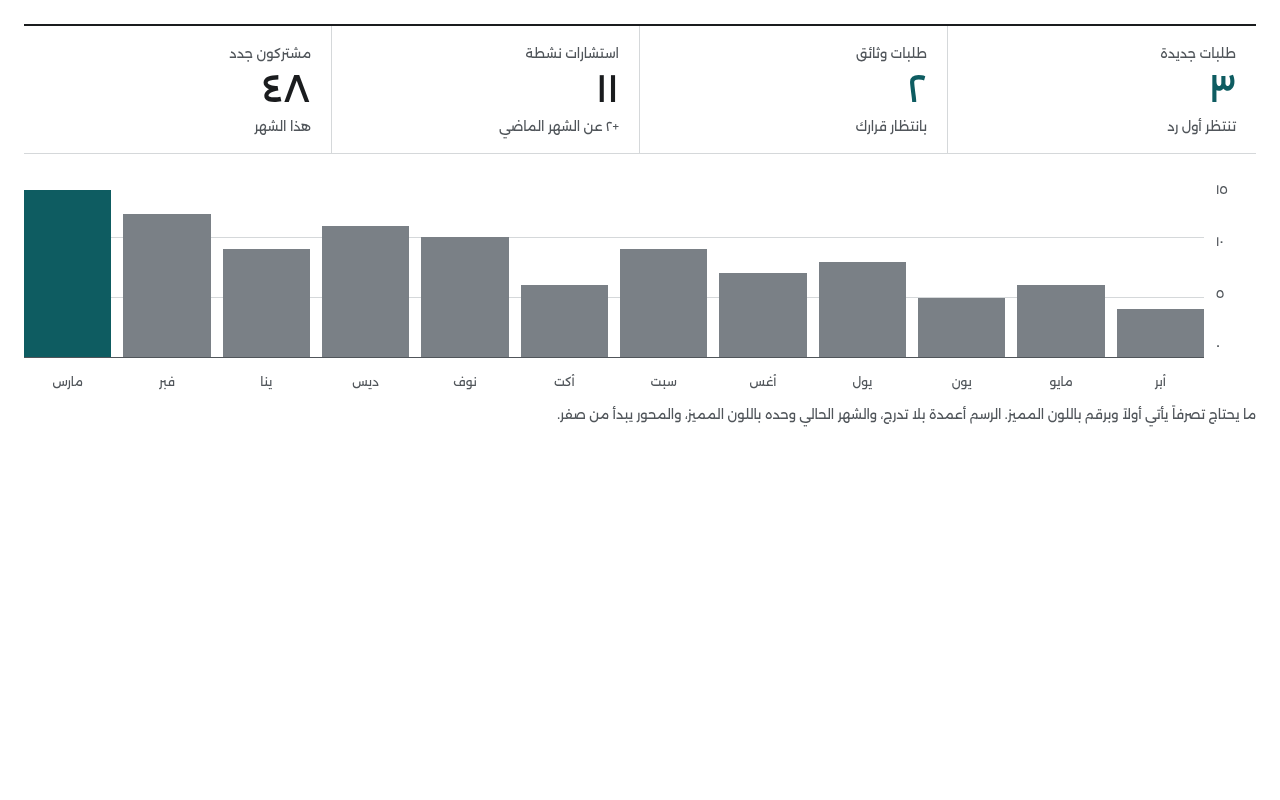 طلبات جديدة
٣
تنتظر أول رد
طلبات وثائق
٢
بانتظار قرارك
استشارات نشطة
١١
+٢ عن الشهر الماضي
مشتركون جدد
٤٨
هذا الشهر
١٥
١٠
٥
٠
أبر
مايو
يون
يول
أغس
سبت
أكت
نوف
ديس
ينا
فبر
مارس
ما يحتاج تصرفاً يأتي أولاً وبرقم باللون المميز. الرسم أعمدة بلا تدرج، والشهر الحالي وحده باللون المميز، والمحور يبدأ من صفر.